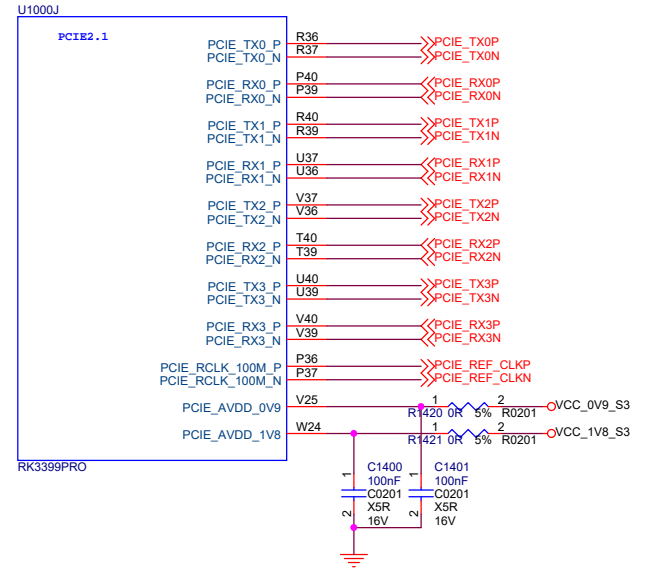 U1000J
PCIE2.1
PCIE_TX0_P R36 PCIE_TX0P
PCIE_TX0_N R37 PCIE_TX0N
PCIE_RX0_P P40 PCIE_RX0P
PCIE_RX0_N P39 PCIE_RX0N
PCIE_TX1_P R40 PCIE_TX1P
PCIE_TX1_N R39 PCIE_TX1N
PCIE_RX1_P U37 PCIE_RX1P
PCIE_RX1_N U36 PCIE_RX1N
PCIE_TX2_P V37 PCIE_TX2P
PCIE_TX2_N V36 PCIE_TX2N
PCIE_RX2_P T40 PCIE_RX2P
PCIE_RX2_N T39 PCIE_RX2N
PCIE_TX3_P U40 PCIE_TX3P
PCIE_TX3_N U39 PCIE_TX3N
PCIE_RX3_P V40 PCIE_RX3P
PCIE_RX3_N V39 PCIE_RX3N
PCIE_RCLK_100M_P P36 PCIE_REF_CLKP
PCIE_RCLK_100M_N P37 PCIE_REF_CLKN
PCIE_AVDD_0V9 V25 1 2 VCC_0V9_S3
R1420 0R 5% R0201
PCIE_AVDD_1V8 W24 1 2 VCC_1V8_S3
R1421 0R 5% R0201
RK3399PRO
1 C1400 1 C1401
100nF 100nF
C0201 C0201
2 X5R 2 X5R
16V 16V